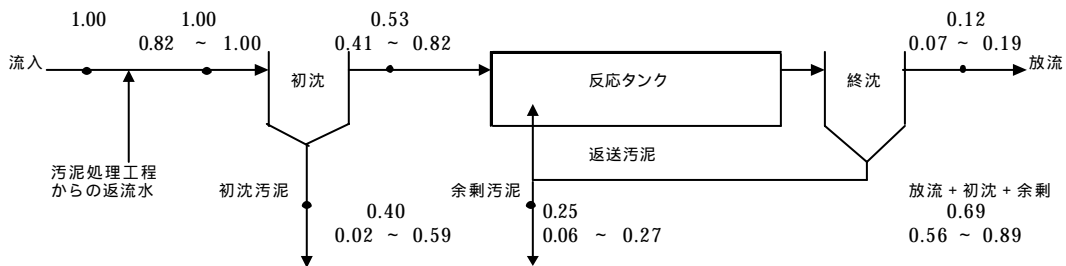 1.00
1.00
0.82 ～ 1.00
0.53
0.41 ～ 0.82
0.12
0.07 ～ 0.19
流入
初沈
反応タンク
終沈
放流
汚泥処理工程
からの返流水
初沈汚泥
0.40
0.02 ～ 0.59
返送汚泥
余剰汚泥
0.25
0.06 ～ 0.27
放流+初沈+余剰
0.69
0.56 ～ 0.89